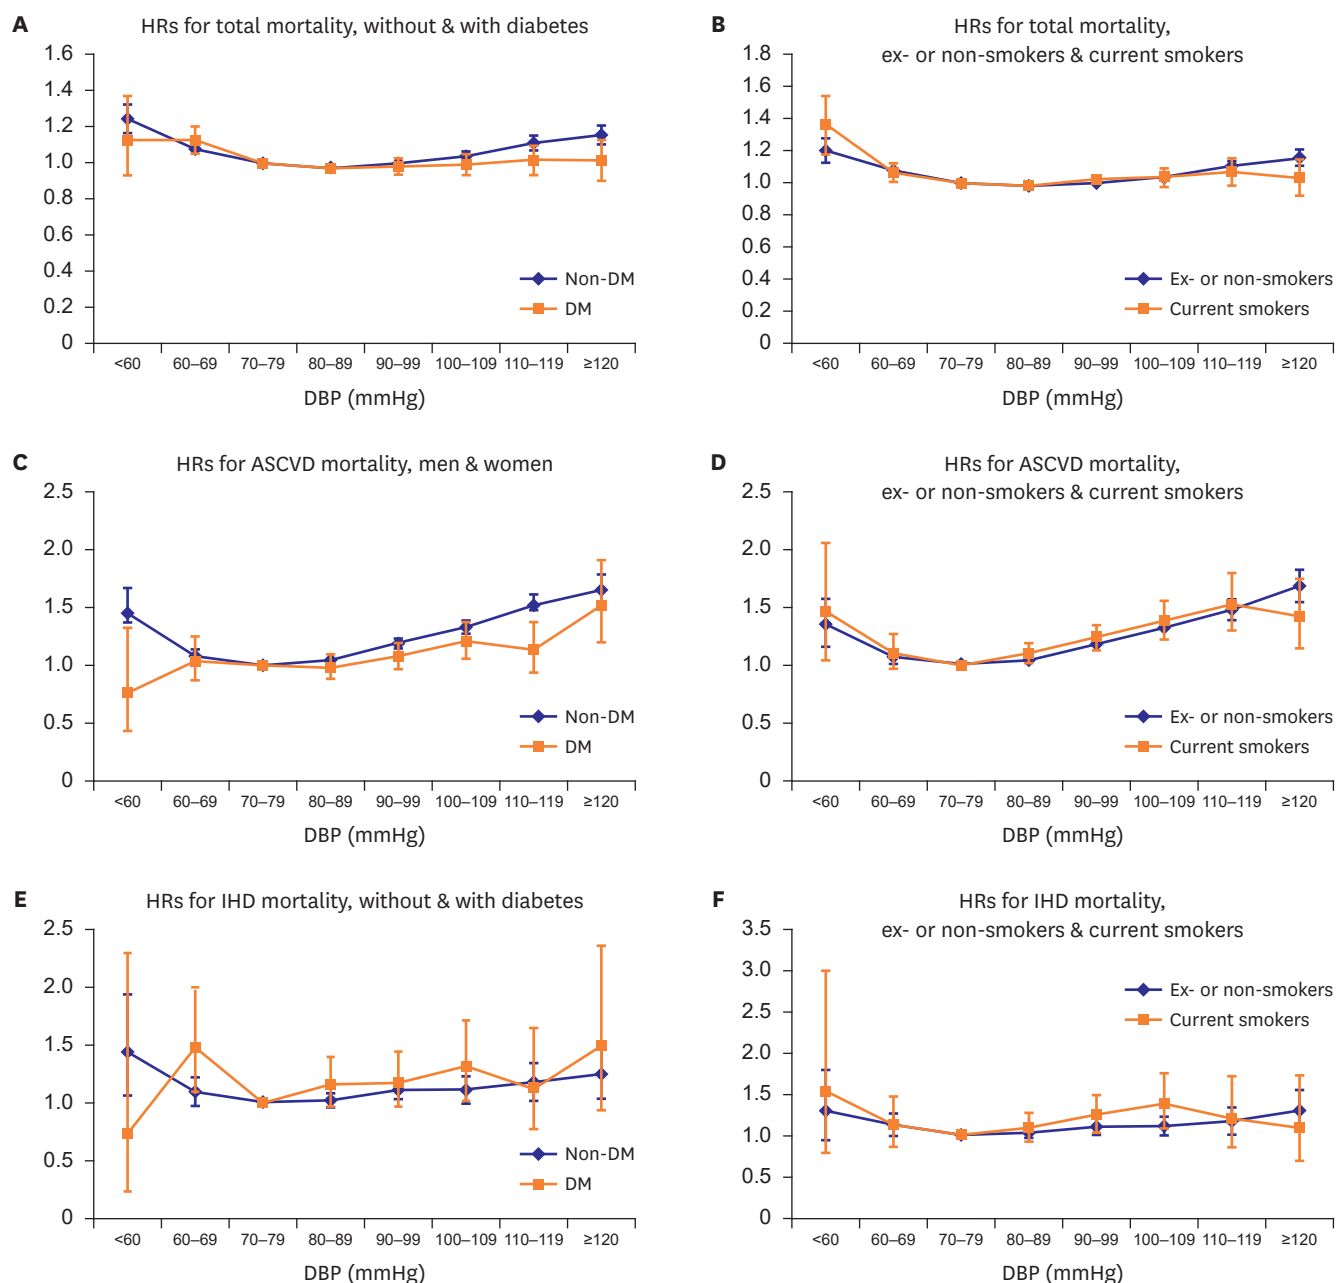 A
HRs for total mortality, without & with diabetes
1.6
1.4
1.2
1.0
0.8
0.6
0.4
0.2
0
Non-DM
DM
<60 60–69 70–79 80–89 90–99 100–109 110–119 ≥120
DBP (mmHg)
B
HRs for total mortality,
ex- or non-smokers & current smokers
1.8
1.6
1.4
1.2
1.0
0.8
0.6
0.4
0.2
0
Ex- or non-smokers
Current smokers
<60 60–69 70–79 80–89 90–99 100–109 110–119 ≥120
DBP (mmHg)
C
HRs for ASCVD mortality, men & women
2.5
2.0
1.5
1.0
0.5
0
Non-DM
DM
<60 60–69 70–79 80–89 90–99 100–109 110–119 ≥120
DBP (mmHg)
D
HRs for ASCVD mortality,
ex- or non-smokers & current smokers
2.5
2.0
1.5
1.0
0.5
0
Ex- or non-smokers
Current smokers
<60 60–69 70–79 80–89 90–99 100–109 110–119 ≥120
DBP (mmHg)
E
HRs for IHD mortality, without & with diabetes
2.5
2.0
1.5
1.0
0.5
0
Non-DM
DM
<60 60–69 70–79 80–89 90–99 100–109 110–119 ≥120
DBP (mmHg)
F
HRs for IHD mortality,
ex- or non-smokers & current smokers
3.5
3.0
2.5
2.0
1.5
1.0
0.5
0
Ex- or non-smokers
Current smokers
<60 60–69 70–79 80–89 90–99 100–109 110–119 ≥120
DBP (mmHg)